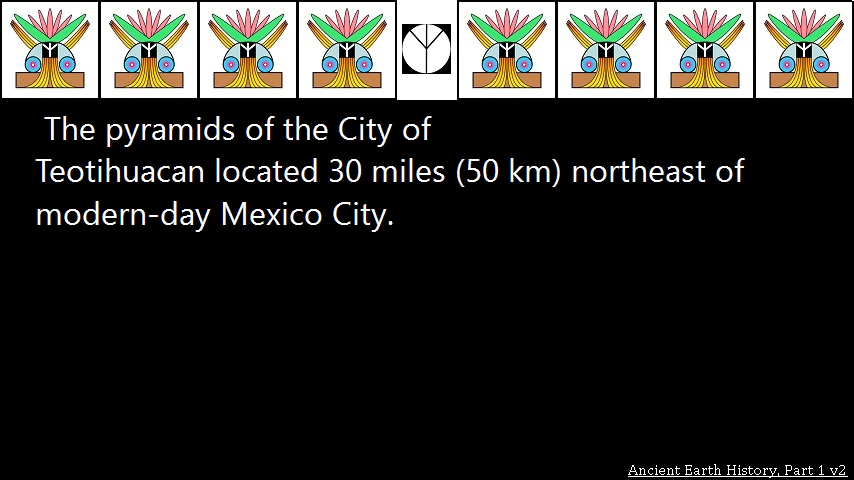 The pyramids of the City of
Teotihuacan located 30 miles (50 km) northeast of
modern-day Mexico City.
Ancient Earth History, Part 1 v2